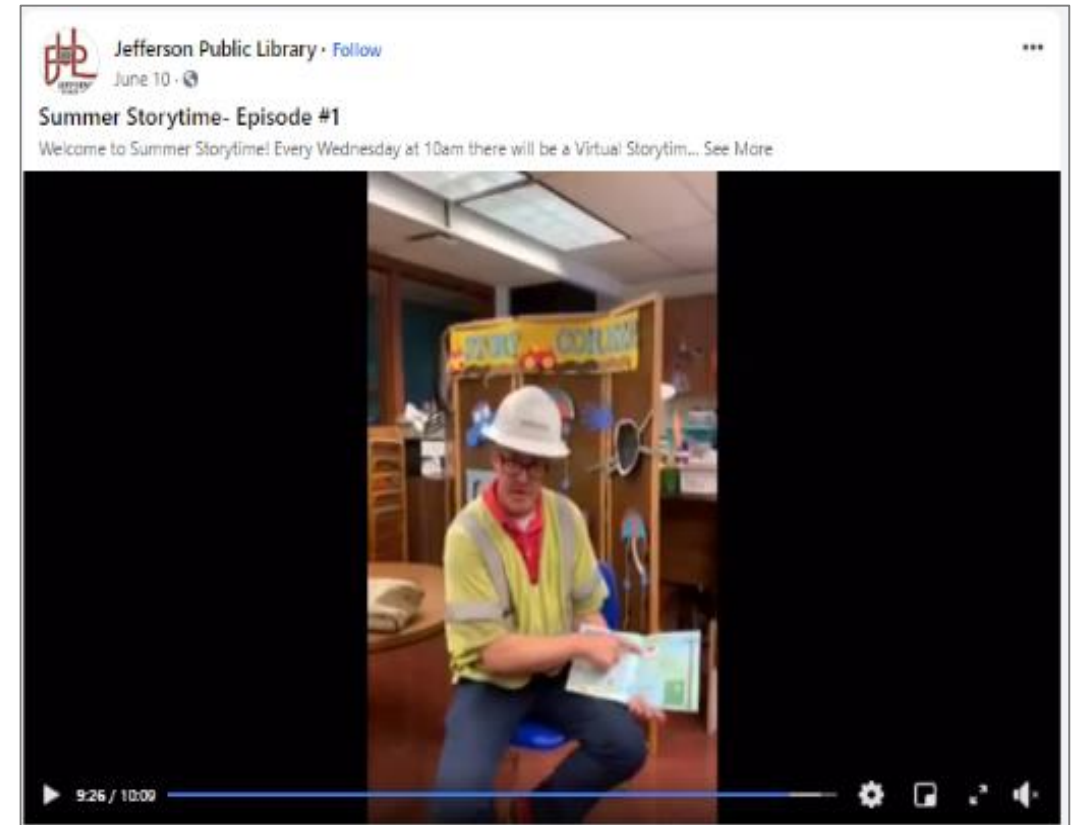 Jefferson Public Library · Follow
June 10 ·
Summer Storytime- Episode #1
Welcome to Summer Storytime! Every Wednesday at 10am there will be a Virtual Storytim... See More
9:26 / 10:09